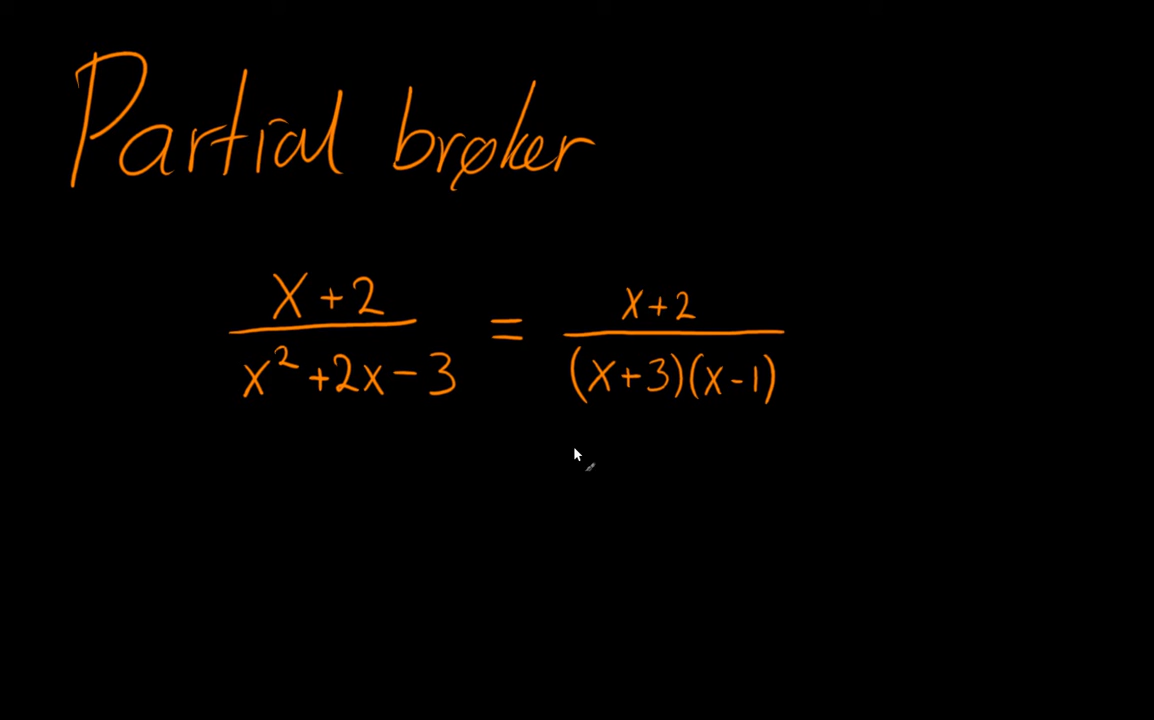 Partial brøker
x+2 / x²+2x-3 = x+2 / (x+3)(x-1)